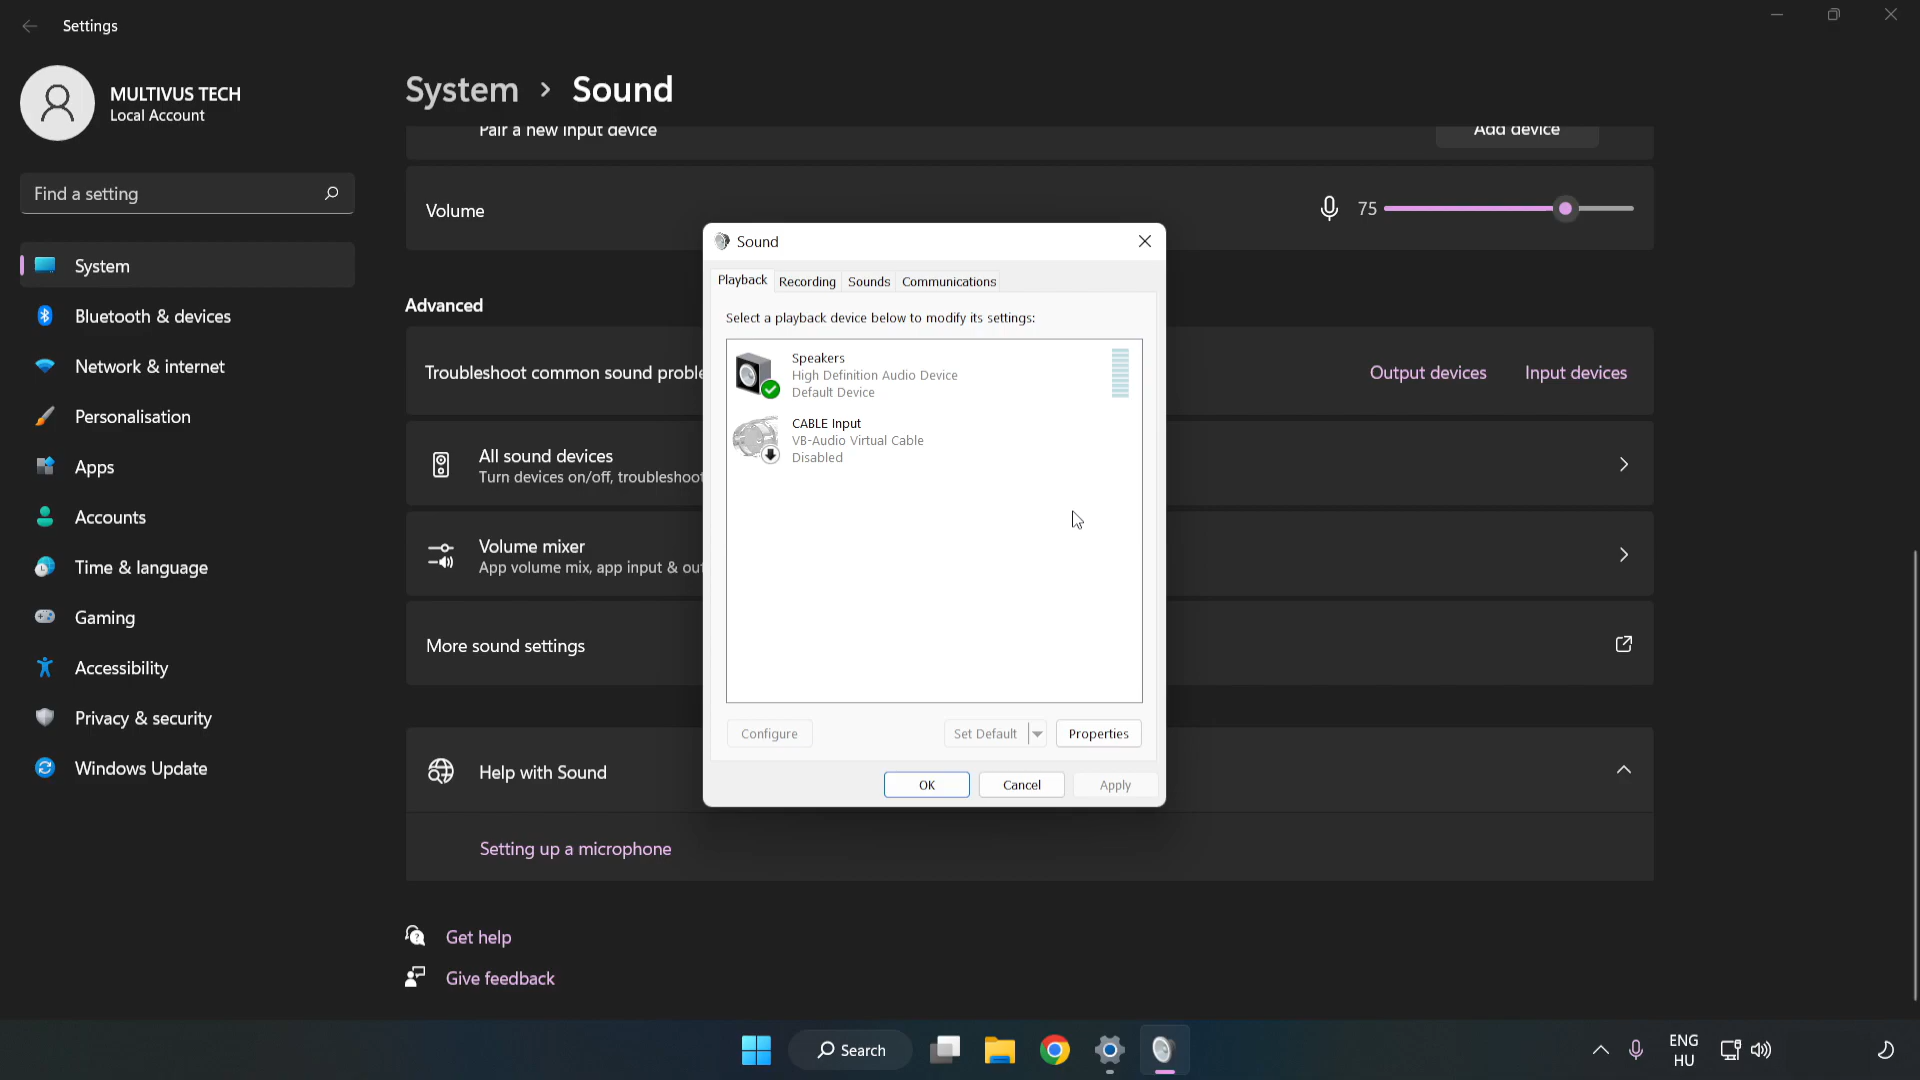 Settings
MULTIVUS TECH
Local Account
Find a setting
System
Bluetooth & devices
Network & internet
Personalisation
Apps
Accounts
Time & language
Gaming
Accessibility
Privacy & security
Windows Update
System > Sound
Pair a new input device
Add device
Volume
75
Advanced
Troubleshoot common sound proble
Output devices
Input devices
All sound devices
Turn devices on/off, troubleshoot
Volume mixer
App volume mix, app input & ou
More sound settings
Help with Sound
Setting up a microphone
Get help
Give feedback
Sound
Playback
Recording
Sounds
Communications
Select a playback device below to modify its settings:
Speakers
High Definition Audio Device
Default Device
CABLE Input
VB-Audio Virtual Cable
Disabled
Configure
Set Default
Properties
OK
Cancel
Apply
Search
ENG
HU